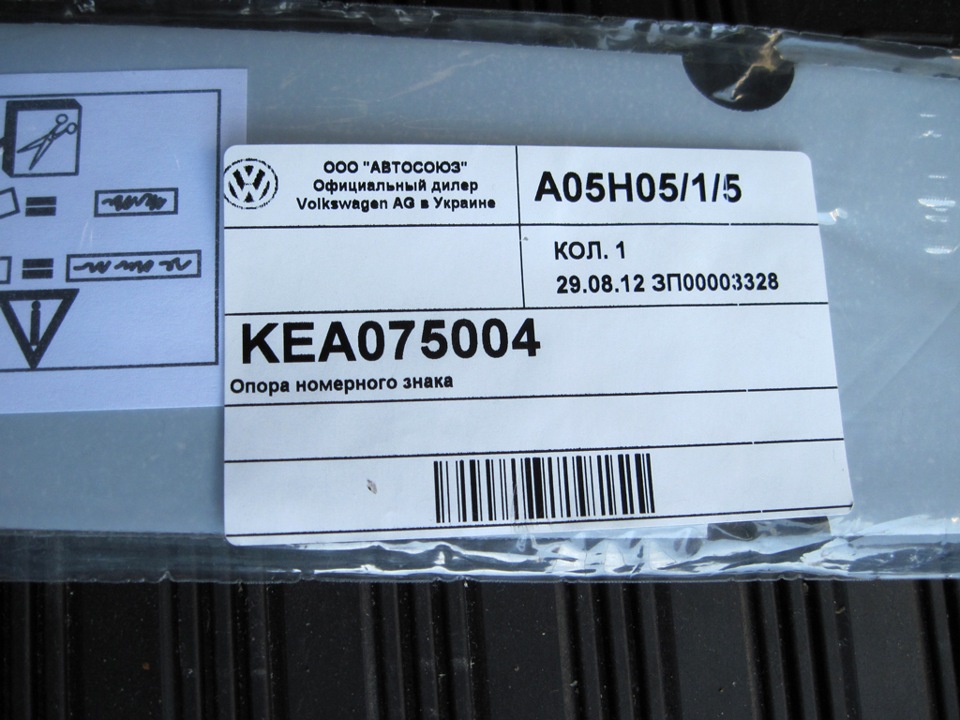 ООО "АВТОСОЮЗ"
Официальный дилер
Volkswagen AG в Украине
A05H05/1/5
КОЛ. 1
29.08.12 ЗП00003328
KEA075004
Опора номерного знака